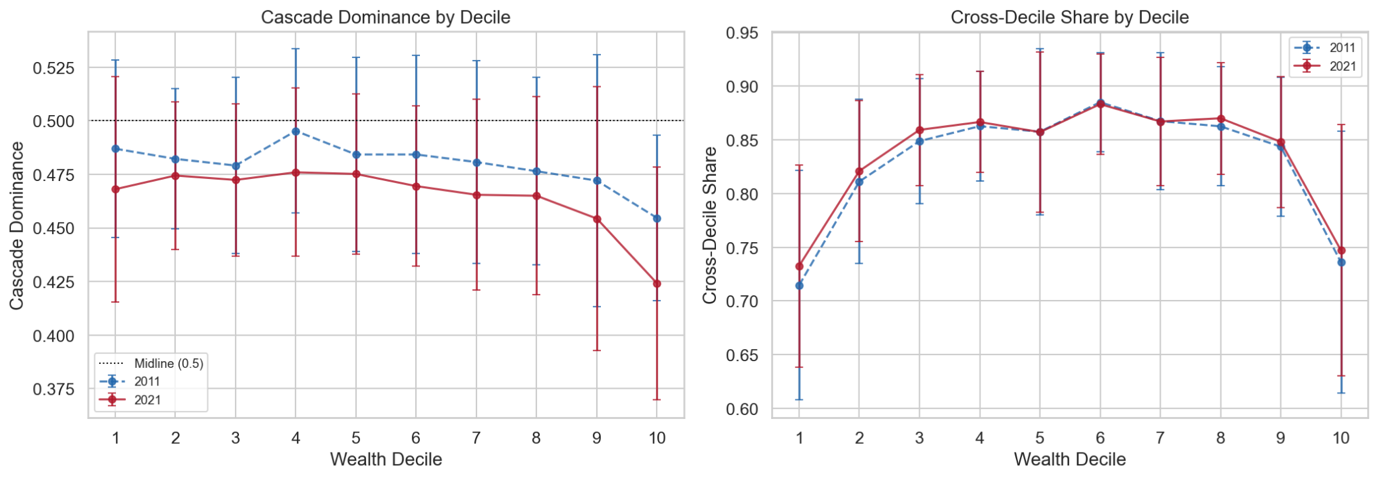 Cascade Dominance by Decile
Cascade Dominance
0.525
0.500
0.475
0.450
0.425
0.400
0.375
Midline (0.5)
2011
2021
1 2 3 4 5 6 7 8 9 10
Wealth Decile
Cross-Decile Share by Decile
Cross-Decile Share
0.95
0.90
0.85
0.80
0.75
0.70
0.65
0.60
2011
2021
1 2 3 4 5 6 7 8 9 10
Wealth Decile